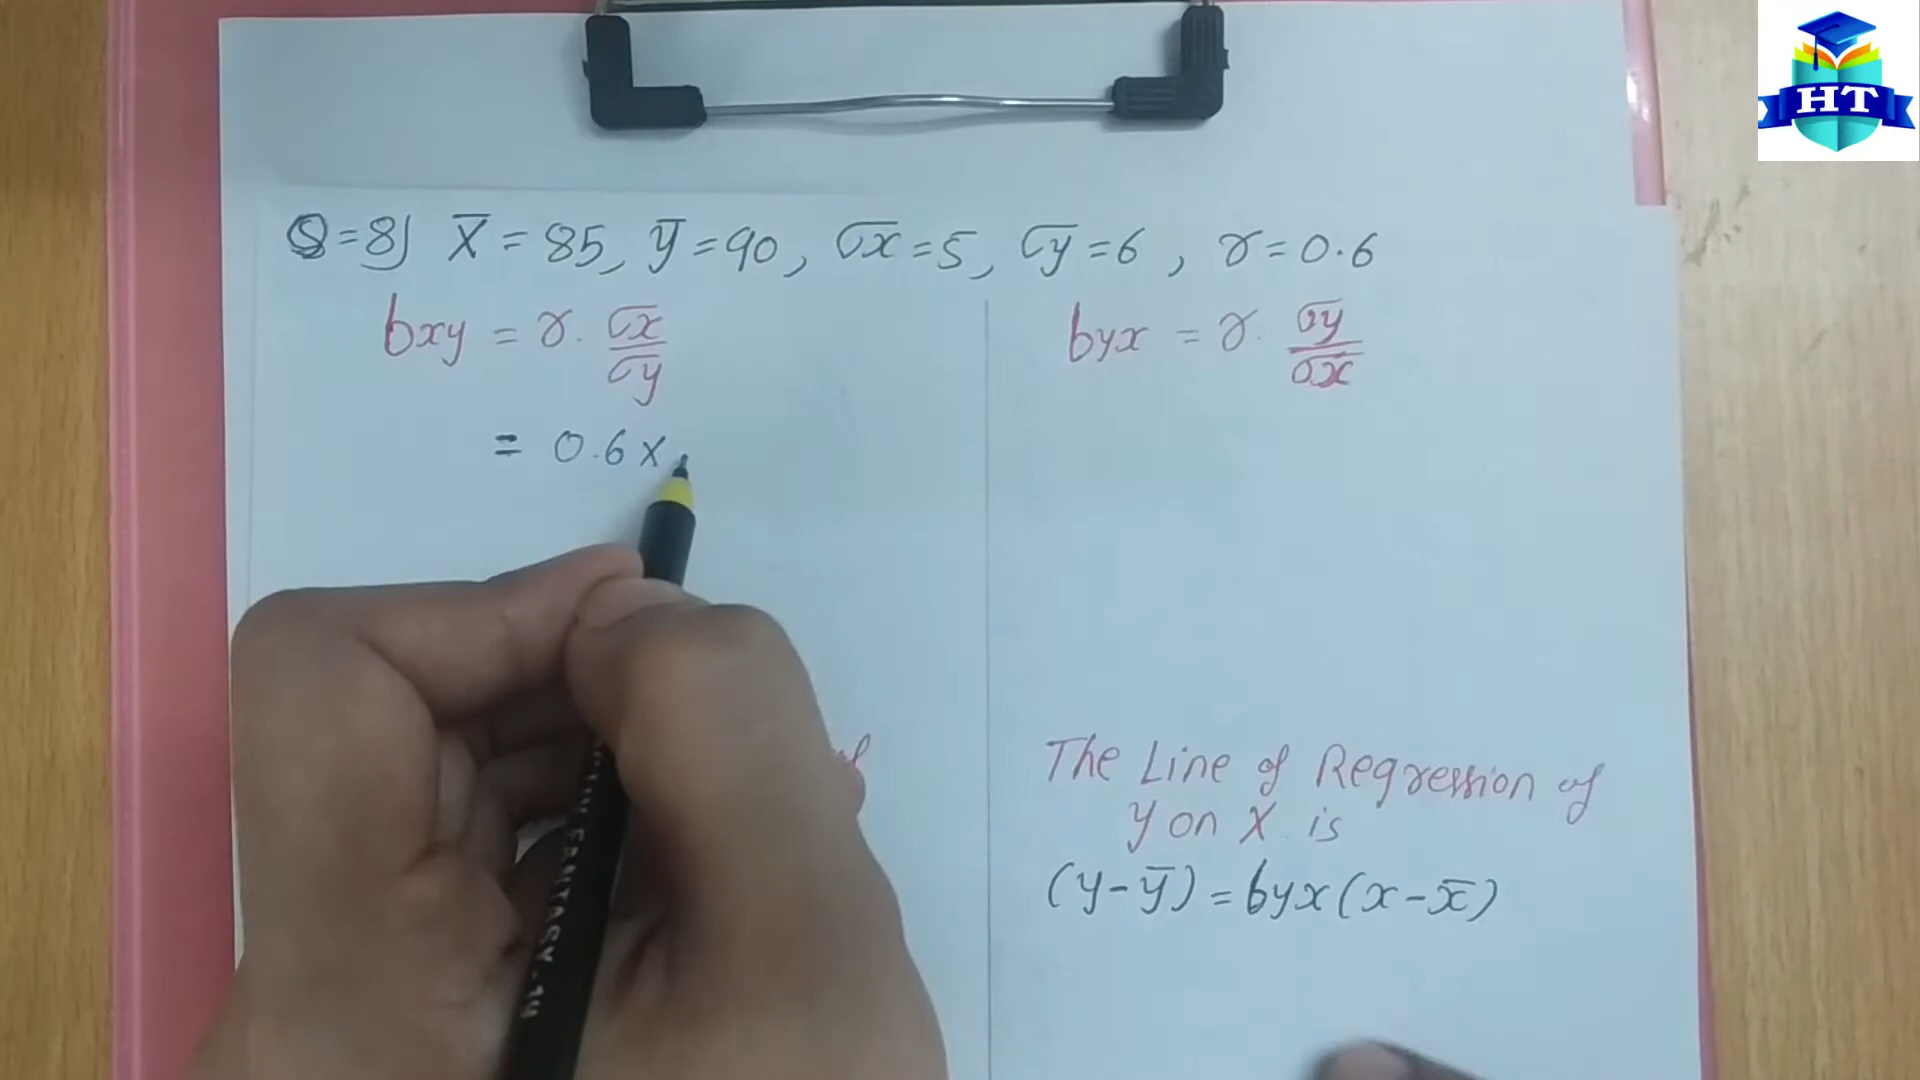 Q=8) X̅ = 85, y̅ = 90, σx = 5, σy = 6, r = 0.6
bxy = r. σx/σy
= 0.6 x
byx = r. σy/σx
of
The Line of Regression of
y on X is
(y - y̅) = byx (x - x̅)
HT